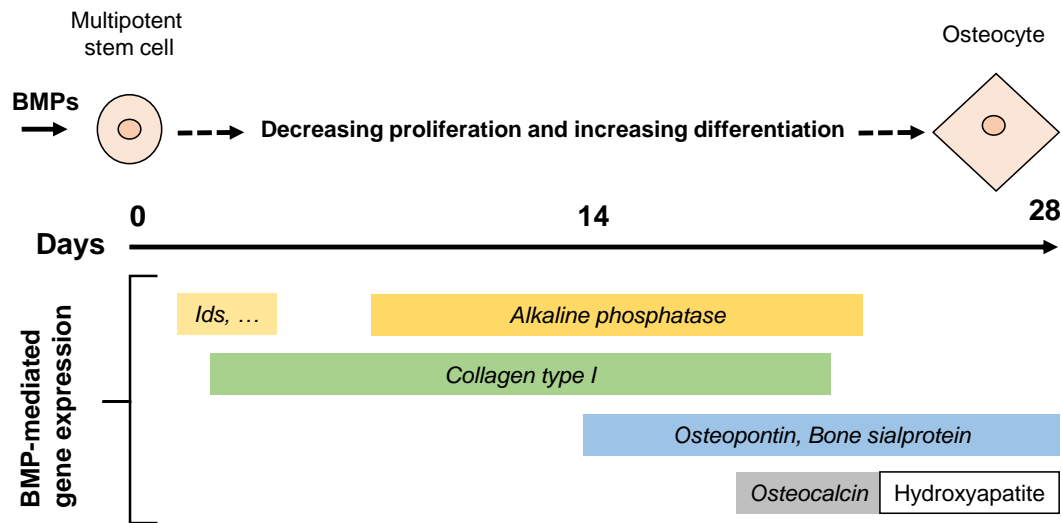 Multipotent
stem cell
Osteocyte
BMPs
Decreasing proliferation and increasing differentiation
0
14
28
Days
BMP-mediated
gene expression
Ids, …
Alkaline phosphatase
Collagen type I
Osteopontin, Bone sialprotein
Osteocalcin
Hydroxyapatite